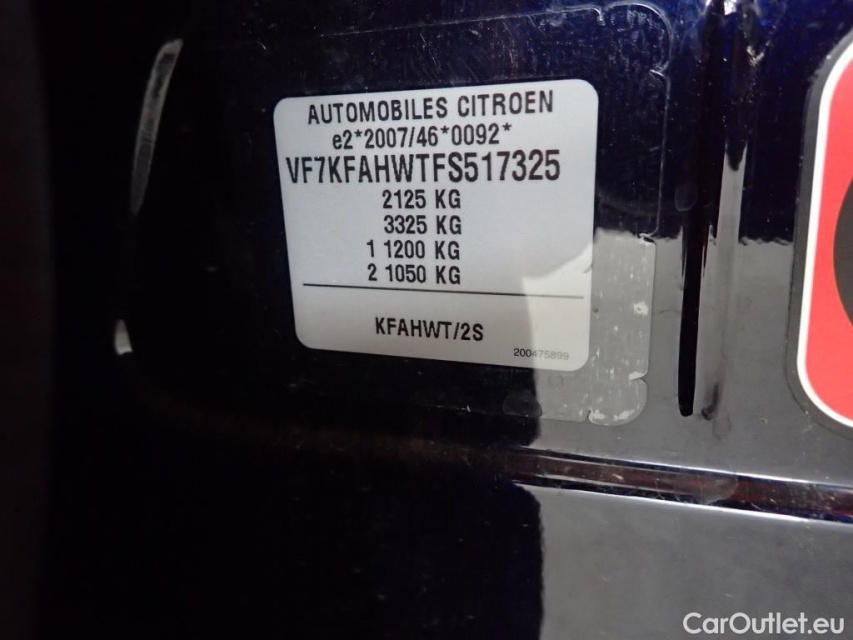 AUTOMOBILES CITROEN
e2*2007/46*0092*
VF7KFAHWTFS517325
2125 KG
3325 KG
1 1200 KG
2 1050 KG
KFAHWT/2S
200475899
CarOutlet.eu